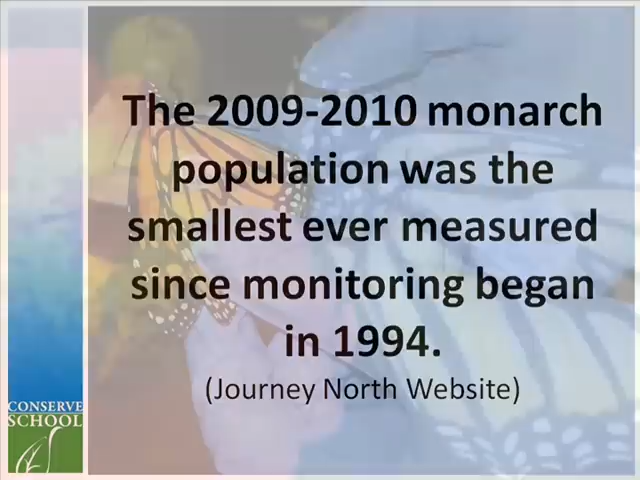 The 2009-2010 monarch
population was the
smallest ever measured
since monitoring began
in 1994.
(Journey North Website)
CONSERVE
SCHOOL